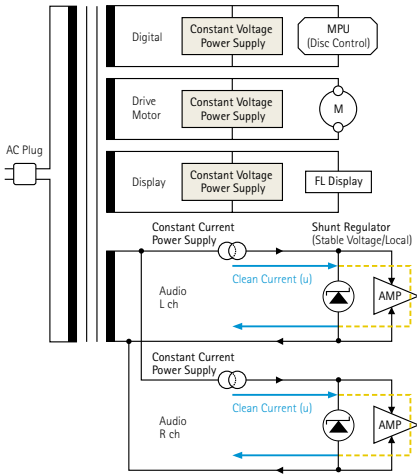 Digital
Constant Voltage
Power Supply
MPU
(Disc Control)
Drive
Motor
Constant Voltage
Power Supply
M
AC Plug
Display
Constant Voltage
Power Supply
FL Display
Constant Current
Power Supply
Shunt Regulator
(Stable Voltage/Local)
Clean Current (u)
Audio
L ch
AMP
Constant Current
Power Supply
Clean Current (u)
Audio
R ch
AMP